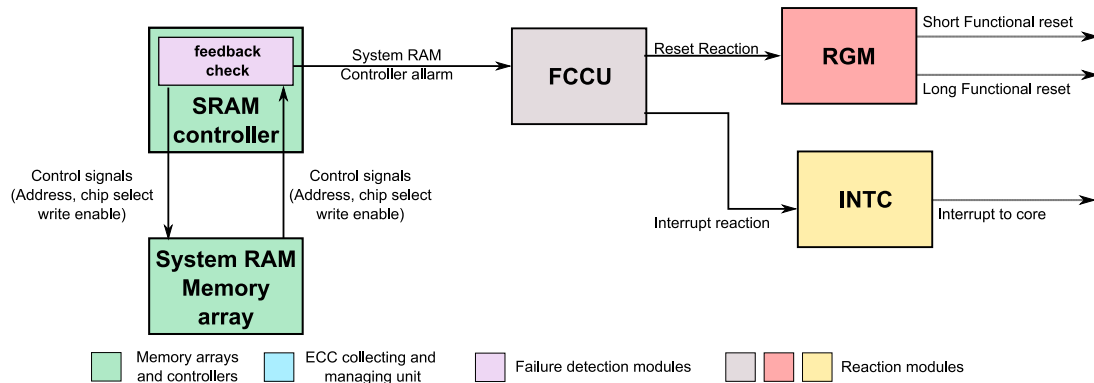 feedback
check
SRAM
controller
System RAM
Controller allarm
FCCU
Reset Reaction
RGM
Short Functional reset
Long Functional reset
Control signals
(Address, chip select
write enable)
Control signals
(Address, chip select
write enable)
Interrupt reaction
INTC
Interrupt to core
System RAM
Memory
array
Memory arrays
and controllers
ECC collecting and
managing unit
Failure detection modules
Reaction modules